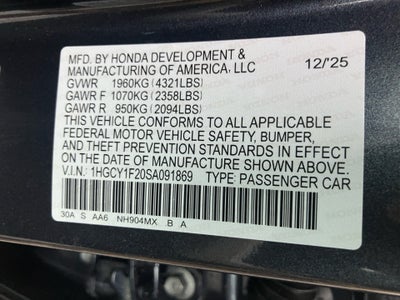 MFD. BY HONDA DEVELOPMENT &
MANUFACTURING OF AMERICA, LLC 12/'25
GVWR 1960KG (4321LBS)
GAWR F 1070KG (2358LBS)
GAWR R 950KG (2094LBS)
THIS VEHICLE CONFORMS TO ALL APPLICABLE
FEDERAL MOTOR VEHICLE SAFETY, BUMPER,
AND THEFT PREVENTION STANDARDS IN EFFECT
ON THE DATE OF MANUFACTURE SHOWN ABOVE.
V.I.N.: 1HGCY1F20SA091869 TYPE: PASSENGER CAR
30A S AA6 NH904MX B A